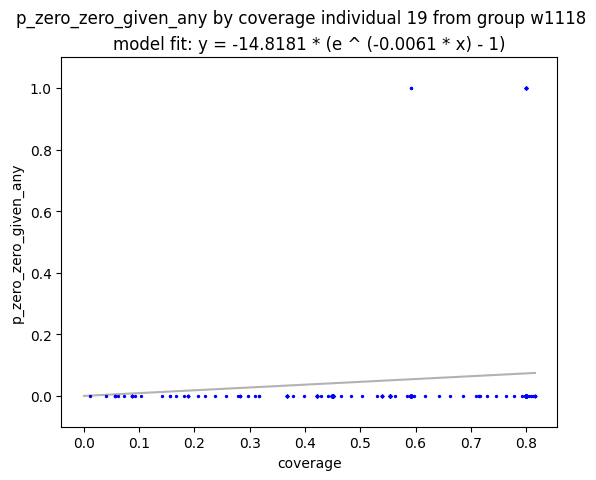 p_zero_zero_given_any by coverage individual 19 from group w1118
model fit: y = -14.8181 * (e ^ (-0.0061 * x) - 1)
p_zero_zero_given_any
1.0
0.8
0.6
0.4
0.2
0.0
0.0 0.1 0.2 0.3 0.4 0.5 0.6 0.7 0.8
coverage